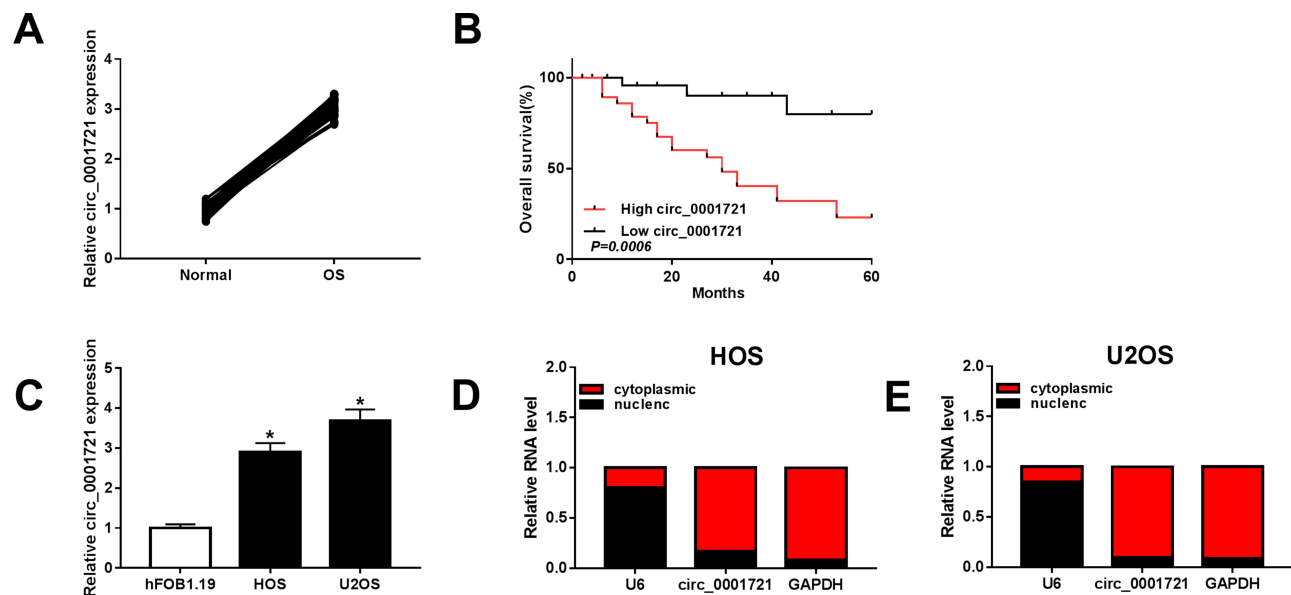 A
Relative circ_0001721 expression
4
3
2
1
0
Normal
OS
B
Overall survival(%)
100
50
0
High circ_0001721
Low circ_0001721
P=0.0006
0
20
40
60
Months
C
Relative circ_0001721 expression
5
4
3
2
1
0
*
*
hFOB1.19
HOS
U2OS
D
HOS
Relative RNA level
2.0
1.5
1.0
0.5
0.0
cytoplasmic
nuclenc
U6
circ_0001721
GAPDH
E
U2OS
Relative RNA level
2.0
1.5
1.0
0.5
0.0
cytoplasmic
nuclenc
U6
circ_0001721
GAPDH